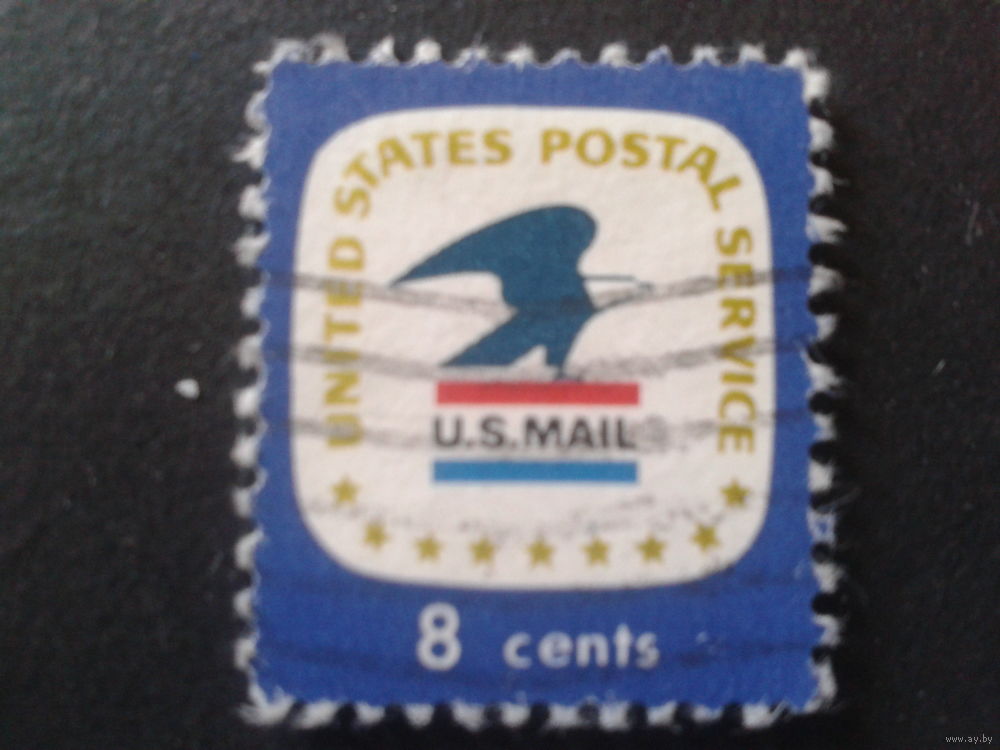 UNITED STATES POSTAL SERVICE
U.S.MAIL
8 cents
www.ay.by